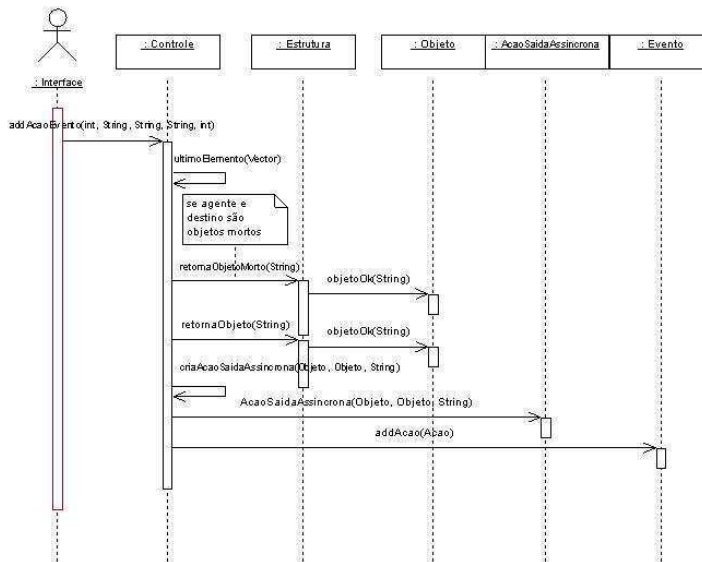 : Controle
: Estrutura
: Objeto
: AcaoSaidaAssincrona
: Evento
: Interface
addAcaoEvento(int, String, String, String, int)
ultimoElemento(Vector)
se agente e
destino são
objetos mortos
retornaObjetoMorto(String)
objetoOk(String)
retornaObjeto(String)
objetoOk(String)
criaAcaoSaidaAssincrona(Objeto, Objeto, String)
AcaoSaidaAssincrona(Objeto, Objeto, String)
addAcao(Acao)